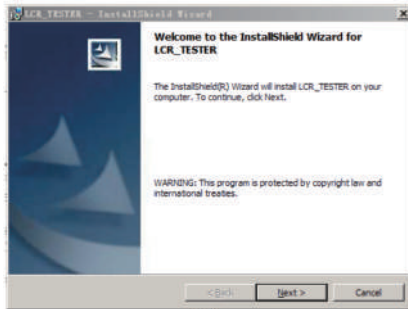 LCR_TESTER - InstallShield Wizard
Welcome to the InstallShield Wizard for
LCR_TESTER
The InstallShield(R) Wizard will install LCR_TESTER on your
computer. To continue, click Next.
WARNING: This program is protected by copyright law and
international treaties.
< Back
Next >
Cancel